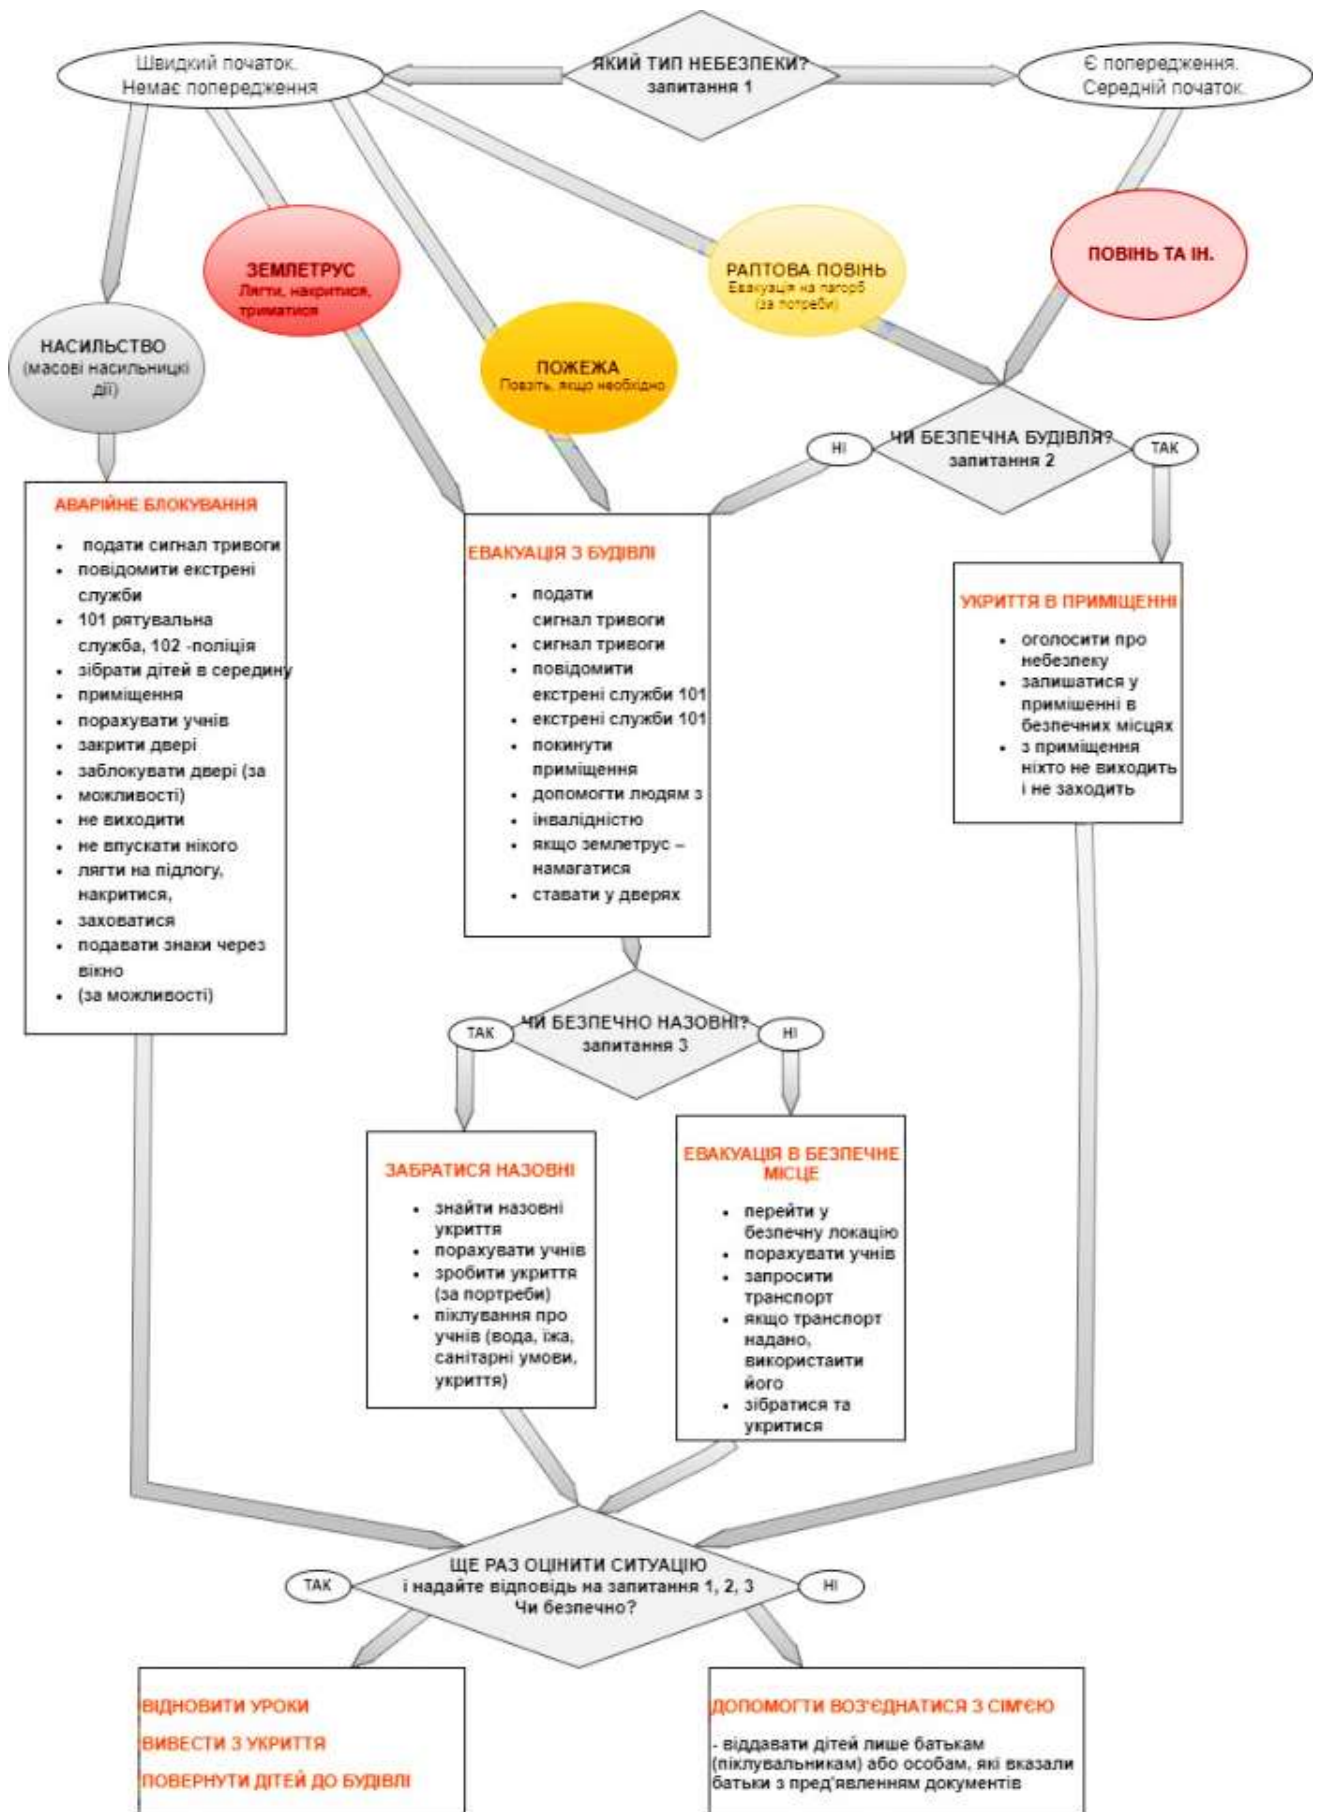 ЯКИЙ ТИП НЕБЕЗПЕКИ?
запитання 1
Швидкий початок.
Немає попередження
Є попередження.
Середній початок.
НАСИЛЬСТВО
(масові насильницкі
дії)
ЗЕМЛЕТРУС
Лягти, накритися,
триматися
ПОЖЕЖА
Повзіть, якщо необхідно
РАПТОВА ПОВІНЬ
Евакуація на пагорб
(за потреби)
ПОВІНЬ ТА ІН.
ЧИ БЕЗПЕЧНА БУДІВЛЯ?
запитання 2
НІ
ТАК
АВАРІЙНЕ БЛОКУВАННЯ
• подати сигнал тривоги
• повідомити екстрені
служби
• 101 рятувальна
служба, 102 -поліція
• зібрати дітей в середину
• приміщення
• порахувати учнів
• закрити двері
• заблокувати двері (за
• можливості)
• не виходити
• не впускати нікого
• лягти на підлогу,
накритися,
• заховатися
• подавати знаки через
вікно
• (за можливості)
ЕВАКУАЦІЯ З БУДІВЛІ
• подати
сигнал тривоги
• сигнал тривоги
• повідомити
екстрені служби 101
• екстрені служби 101
• покинути
приміщення
• допомогти людям з
• інвалідністю
• якщо землетрус –
намагатися
• ставати у дверях
УКРИТТЯ В ПРИМІЩЕННІ
• оголосити про
небезпеку
• залишатися у
примішенні в
безпечних місцях
• з приміщення
ніхто не виходить
і не заходить
ЧИ БЕЗПЕЧНО НАЗОВНІ?
запитання 3
ТАК
НІ
ЗАБРАТИСЯ НАЗОВНІ
• знайти назовні
укриття
• порахувати учнів
• зробити укриття
(за портреби)
• піклування про
учнів (вода, їжа,
санітарні умови,
укриття)
ЕВАКУАЦІЯ В БЕЗПЕЧНЕ
МІСЦЕ
• перейти у
безпечну локацію
• порахувати учнів
• запросити
транспорт
• якщо транспорт
надано,
використаити
його
• зібратися та
укритися
ЩЕ РАЗ ОЦІНИТИ СИТУАЦІЮ
і надайте відповідь на запитання 1, 2, 3
Чи безпечно?
ТАК
НІ
ВІДНОВИТИ УРОКИ
ВИВЕСТИ З УКРИТТЯ
ПОВЕРНУТИ ДІТЕЙ ДО БУДІВЛІ
ДОПОМОГТИ ВОЗ'ЄДНАТИСЯ З СІМ'ЄЮ
- віддавати дітей лише батькам
(піклувальникам) або особам, які вказали
батьки з пред'явленням документів